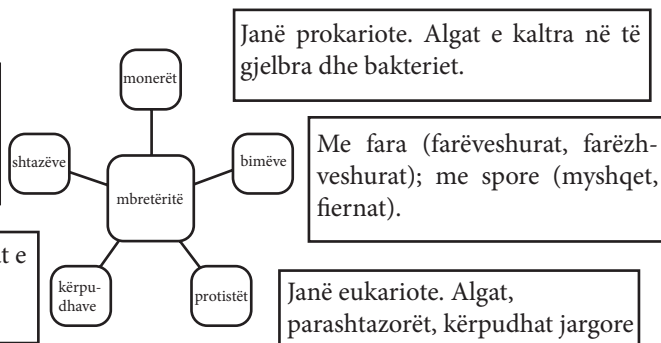 Janë prokariote. Algat e kaltra në të
gjelbra dhe bakteriet.
monerët
shtazëve
bimëve
mbretëritë
Me fara (farëveshurat, farëzh-
veshurat); me spore (myshqet,
fiernat).
t e
kërpu-
dhave
protistët
Janë eukariote. Algat,
parashtazorët, kërpudhat jargore